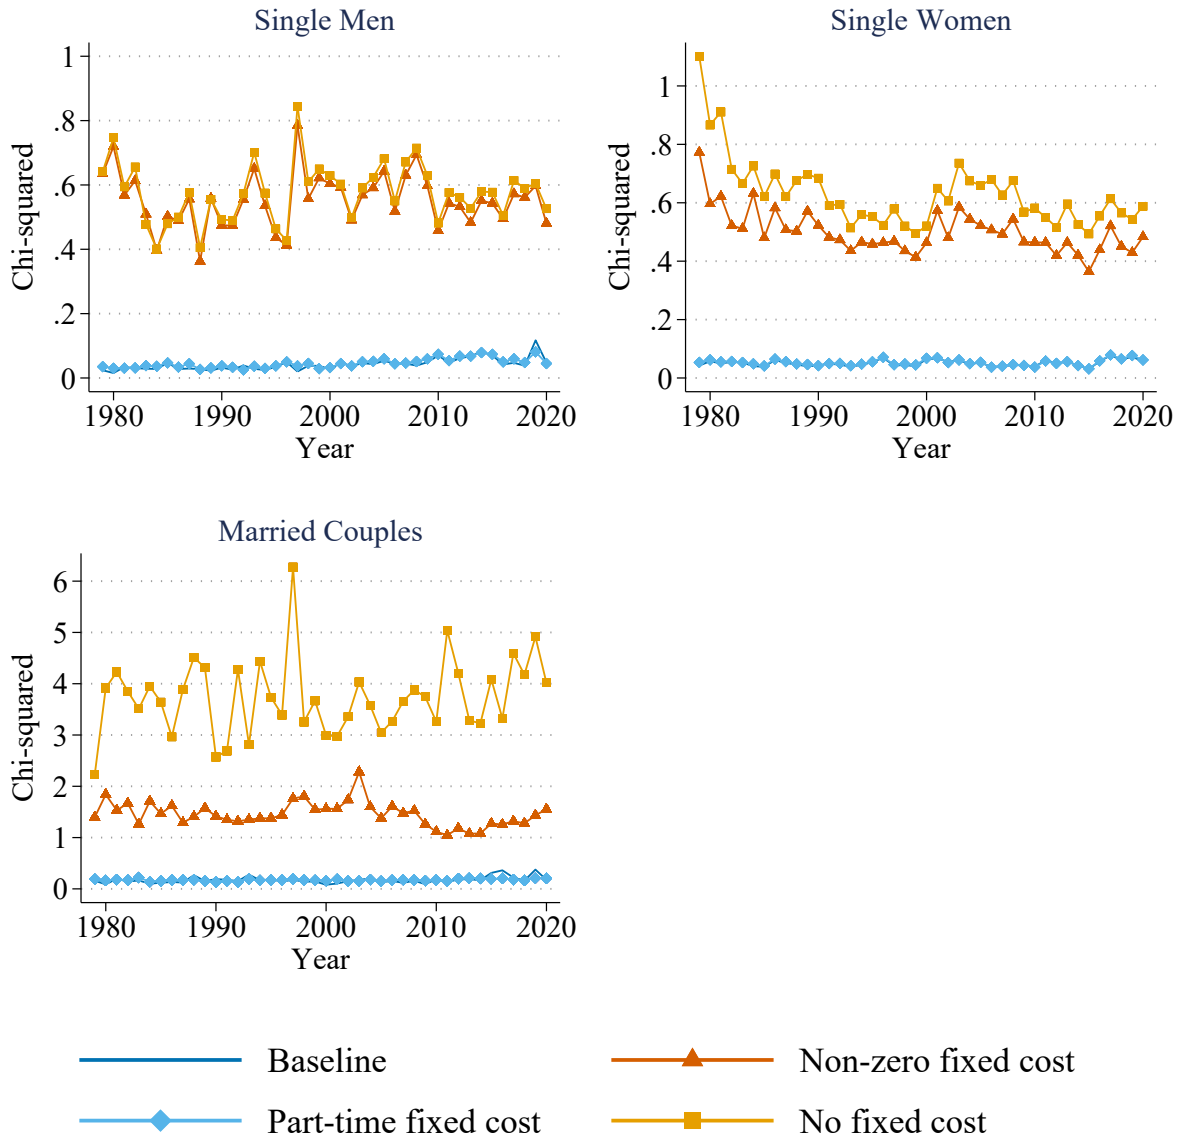 Single Men
Chi-squared
1
.8
.6
.4
.2
0
1980 1990 2000 2010 2020
Year
Single Women
Chi-squared
1
.8
.6
.4
.2
0
1980 1990 2000 2010 2020
Year
Married Couples
Chi-squared
6
5
4
3
2
1
0
1980 1990 2000 2010 2020
Year
Baseline
Non-zero fixed cost
Part-time fixed cost
No fixed cost